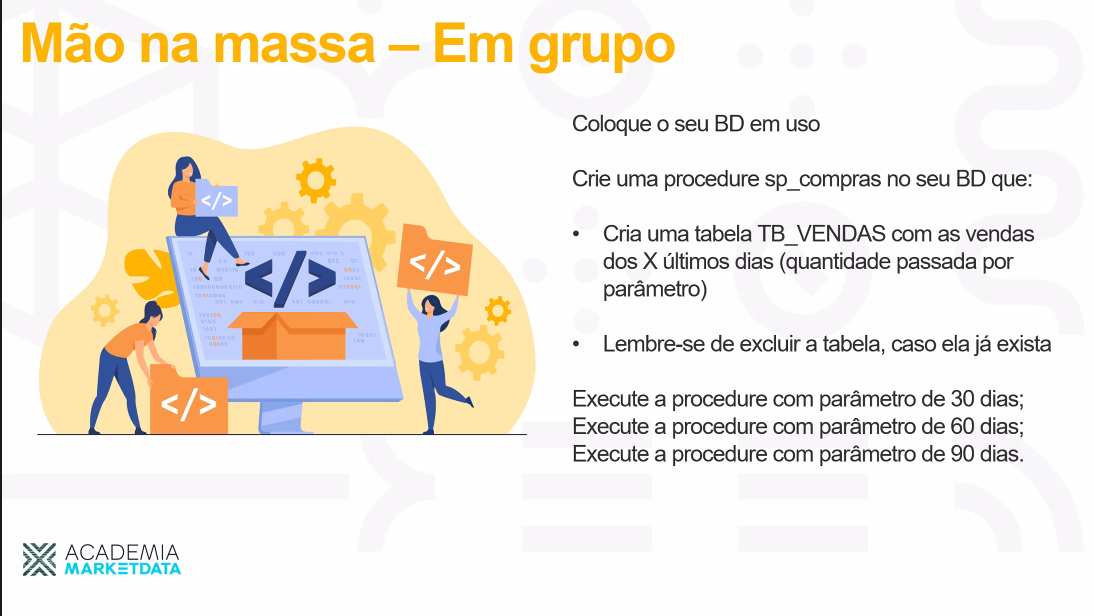 Mão na massa – Em grupo
Coloque o seu BD em uso
Crie uma procedure sp_compras no seu BD que:
• Cria uma tabela TB_VENDAS com as vendas
dos X últimos dias (quantidade passada por
parâmetro)
• Lembre-se de excluir a tabela, caso ela já exista
Execute a procedure com parâmetro de 30 dias;
Execute a procedure com parâmetro de 60 dias;
Execute a procedure com parâmetro de 90 dias.
</>
</>
</>
</>
ACADEMIA
MARKETDATA